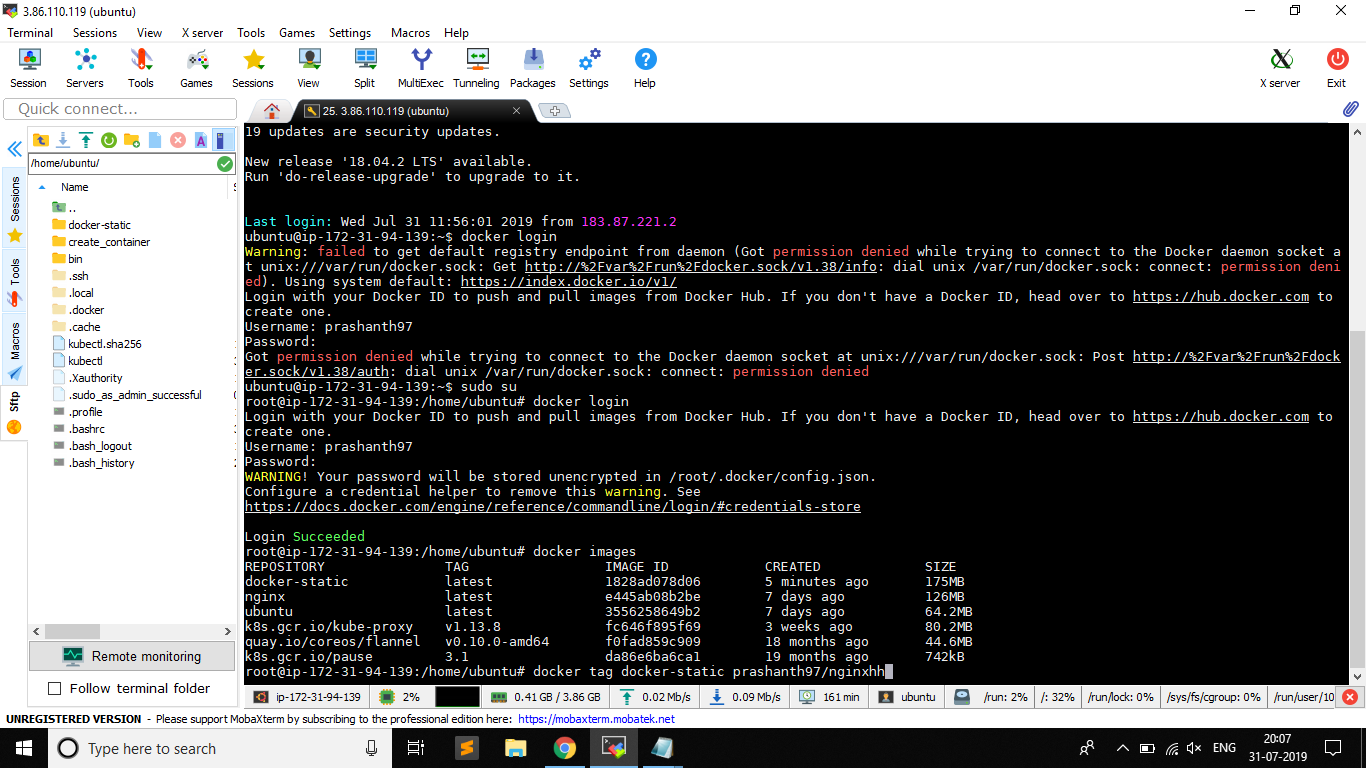 3.86.110.119 (ubuntu)
Terminal Sessions View X server Tools Games Settings Macros Help
Session Servers Tools Games Sessions View Split MultiExec Tunneling Packages Settings Help X server Exit
Quick connect...
25. 3.86.110.119 (ubuntu)
/home/ubuntu/
Name
..
docker-static
create_container
bin
.ssh
.local
.docker
.cache
kubectl.sha256
kubectl
.Xauthority
.sudo_as_admin_successful
.profile
.bashrc
.bash_logout
.bash_history
Sessions
Tools
Macros
Sftp
Remote monitoring
Follow terminal folder
19 updates are security updates.
New release '18.04.2 LTS' available.
Run 'do-release-upgrade' to upgrade to it.
Last login: Wed Jul 31 11:56:01 2019 from 183.87.221.2
ubuntu@ip-172-31-94-139:~$ docker login
Warning: failed to get default registry endpoint from daemon (Got permission denied while trying to connect to the Docker daemon socket a
t unix:///var/run/docker.sock: Get http://%2Fvar%2Frun%2Fdocker.sock/v1.38/info: dial unix /var/run/docker.sock: connect: permission deni
ed). Using system default: https://index.docker.io/v1/
Login with your Docker ID to push and pull images from Docker Hub. If you don't have a Docker ID, head over to https://hub.docker.com to
create one.
Username: prashanth97
Password:
Got permission denied while trying to connect to the Docker daemon socket at unix:///var/run/docker.sock: Post http://%2Fvar%2Frun%2Fdock
er.sock/v1.38/auth: dial unix /var/run/docker.sock: connect: permission denied
ubuntu@ip-172-31-94-139:~$ sudo su
root@ip-172-31-94-139:/home/ubuntu# docker login
Login with your Docker ID to push and pull images from Docker Hub. If you don't have a Docker ID, head over to https://hub.docker.com to
create one.
Username: prashanth97
Password:
WARNING! Your password will be stored unencrypted in /root/.docker/config.json.
Configure a credential helper to remove this warning. See
https://docs.docker.com/engine/reference/commandline/login/#credentials-store
Login Succeeded
root@ip-172-31-94-139:/home/ubuntu# docker images
REPOSITORY TAG IMAGE ID CREATED SIZE
docker-static latest 1828ad078d06 5 minutes ago 175MB
nginx latest e445ab08b2be 7 days ago 126MB
ubuntu latest 3556258649b2 7 days ago 64.2MB
k8s.gcr.io/kube-proxy v1.13.8 fc646f895f69 3 weeks ago 80.2MB
quay.io/coreos/flannel v0.10.0-amd64 f0fad859c909 18 months ago 44.6MB
k8s.gcr.io/pause 3.1 da86e6ba6ca1 19 months ago 742kB
root@ip-172-31-94-139:/home/ubuntu# docker tag docker-static prashanth97/nginxhh
ip-172-31-94-139 2% 0.41 GB / 3.86 GB 0.02 Mb/s 0.09 Mb/s 161 min ubuntu /run: 2% /: 32% /run/lock: 0% /sys/fs/cgroup: 0% /run/user/10
UNREGISTERED VERSION - Please support MobaXterm by subscribing to the professional edition here: https://mobaxterm.mobatek.net
Type here to search
ENG
20:07
31-07-2019